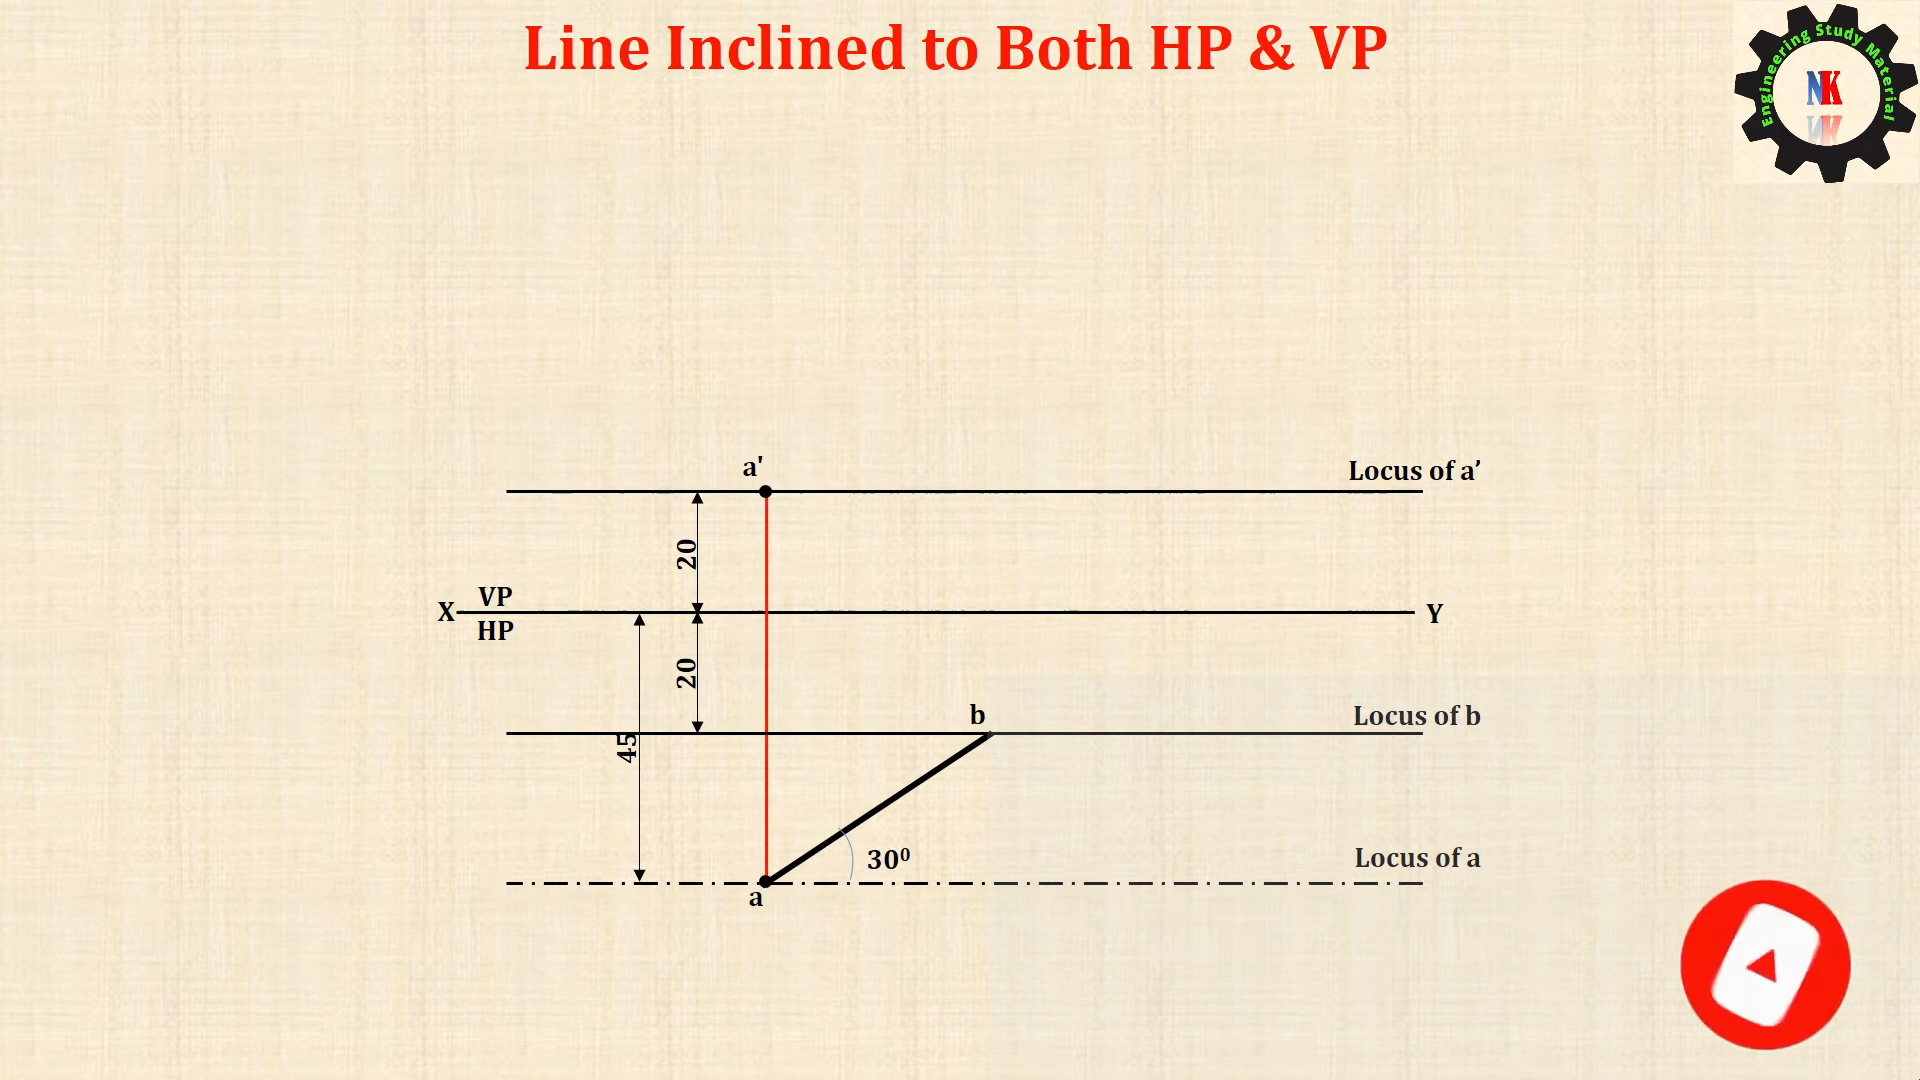 Line Inclined to Both HP & VP
Engineering Study Material
NK
a'
Locus of a’
20
VP
X
Y
HP
20
b
Locus of b
45
30⁰
Locus of a
a